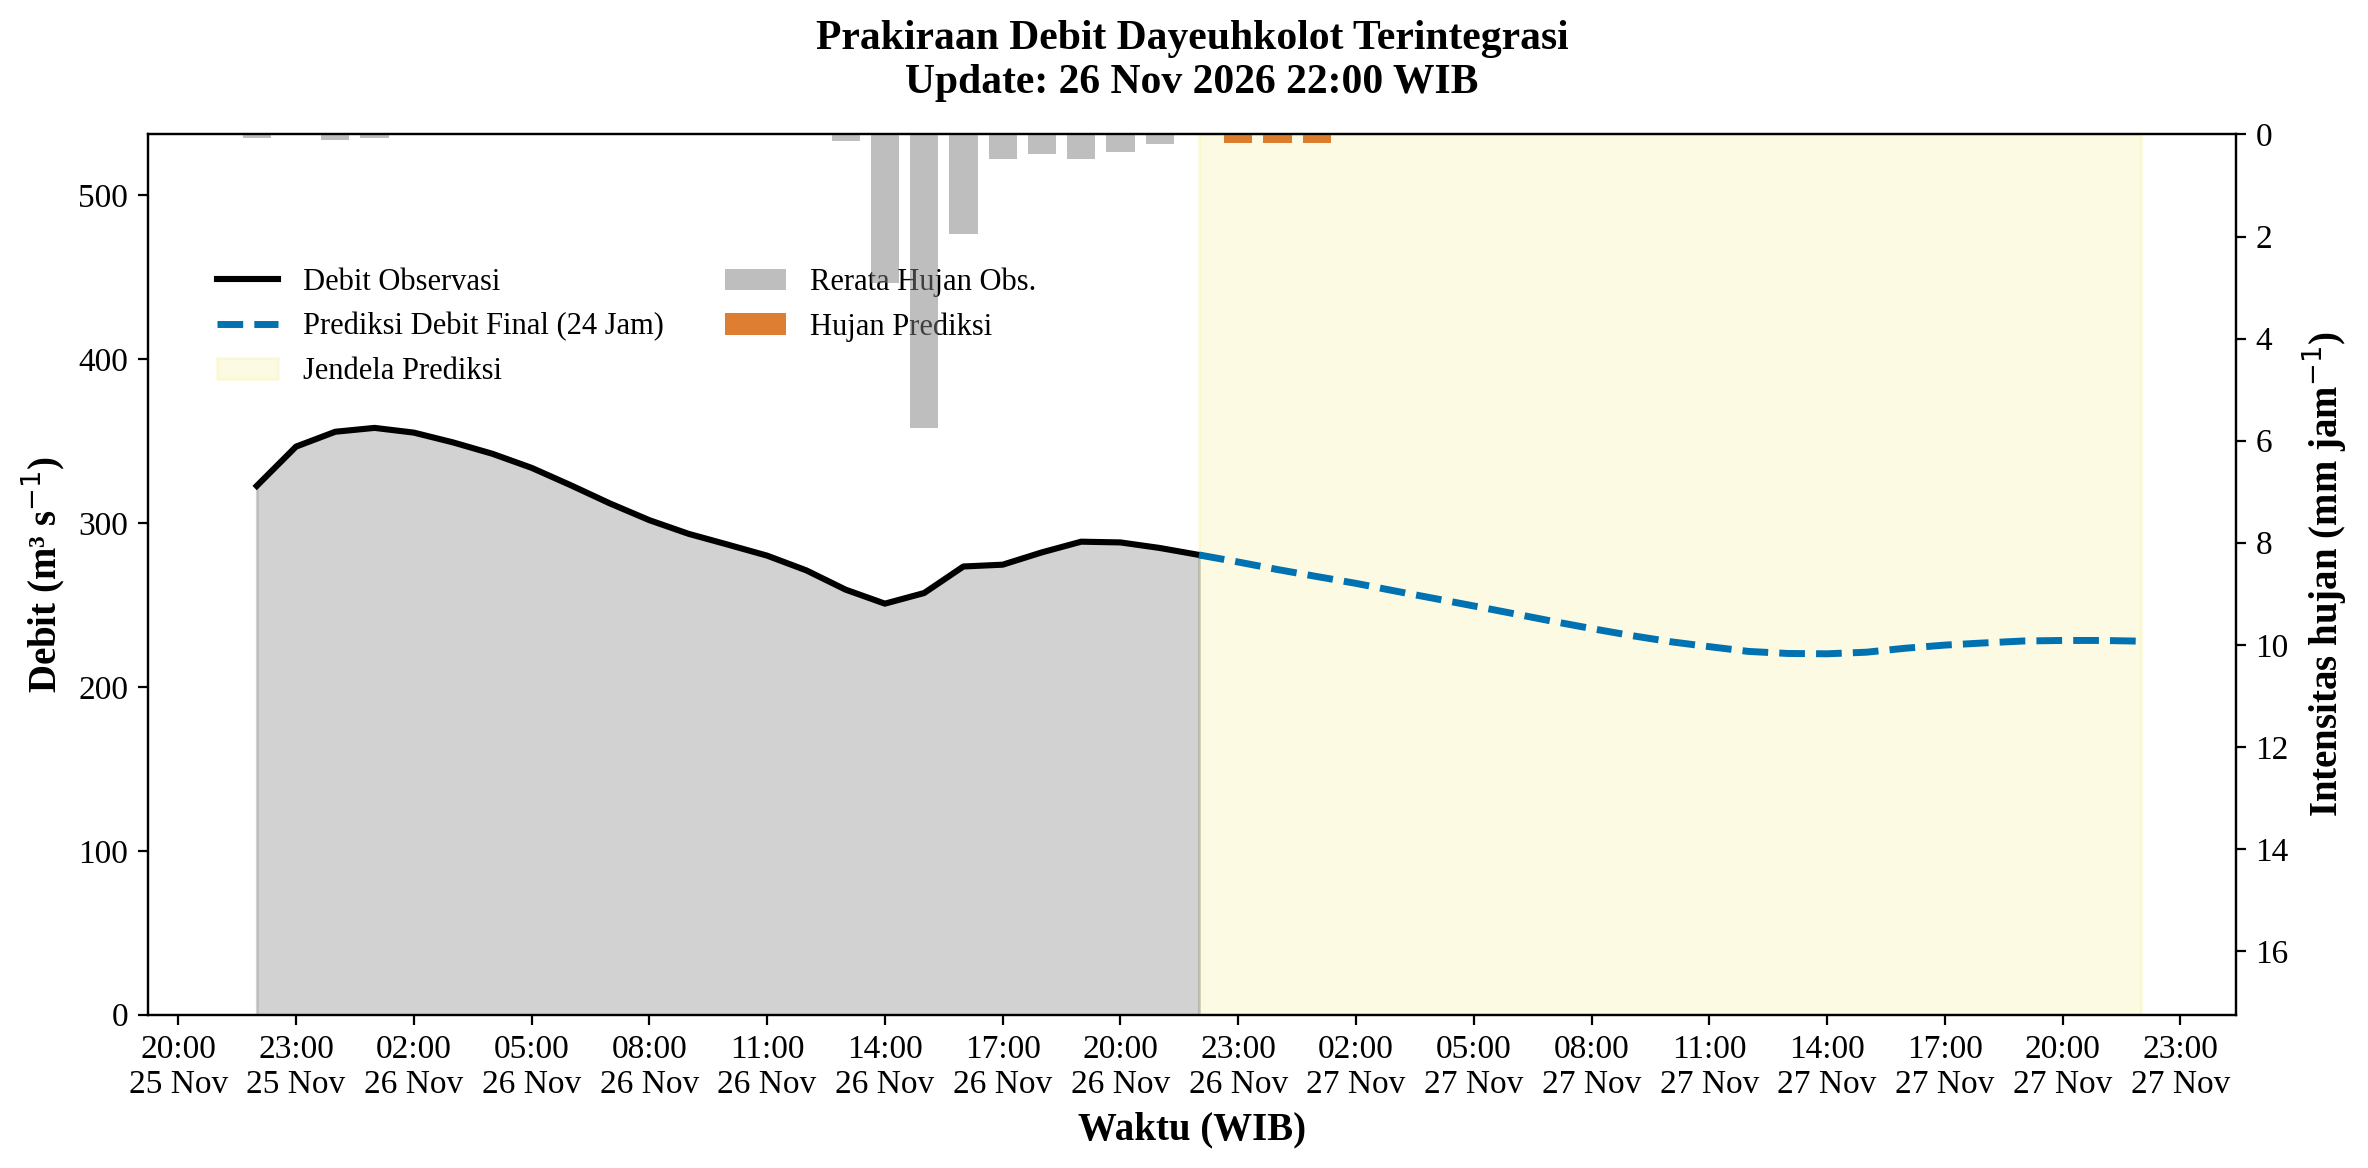 Prakiraan Debit Dayeuhkolot Terintegrasi
Update: 26 Nov 2026 22:00 WIB
Debit (m³ s⁻¹)
500
400
300
200
100
0
Debit Observasi
Prediksi Debit Final (24 Jam)
Jendela Prediksi
Rerata Hujan Obs.
Hujan Prediksi
0
2
4
6
8
10
12
14
16
Intensitas hujan (mm jam⁻¹)
20:00 23:00 02:00 05:00 08:00 11:00 14:00 17:00 20:00 23:00 02:00 05:00 08:00 11:00 14:00 17:00 20:00 23:00
25 Nov 25 Nov 26 Nov 26 Nov 26 Nov 26 Nov 26 Nov 26 Nov 26 Nov 26 Nov 27 Nov 27 Nov 27 Nov 27 Nov 27 Nov 27 Nov 27 Nov 27 Nov
Waktu (WIB)